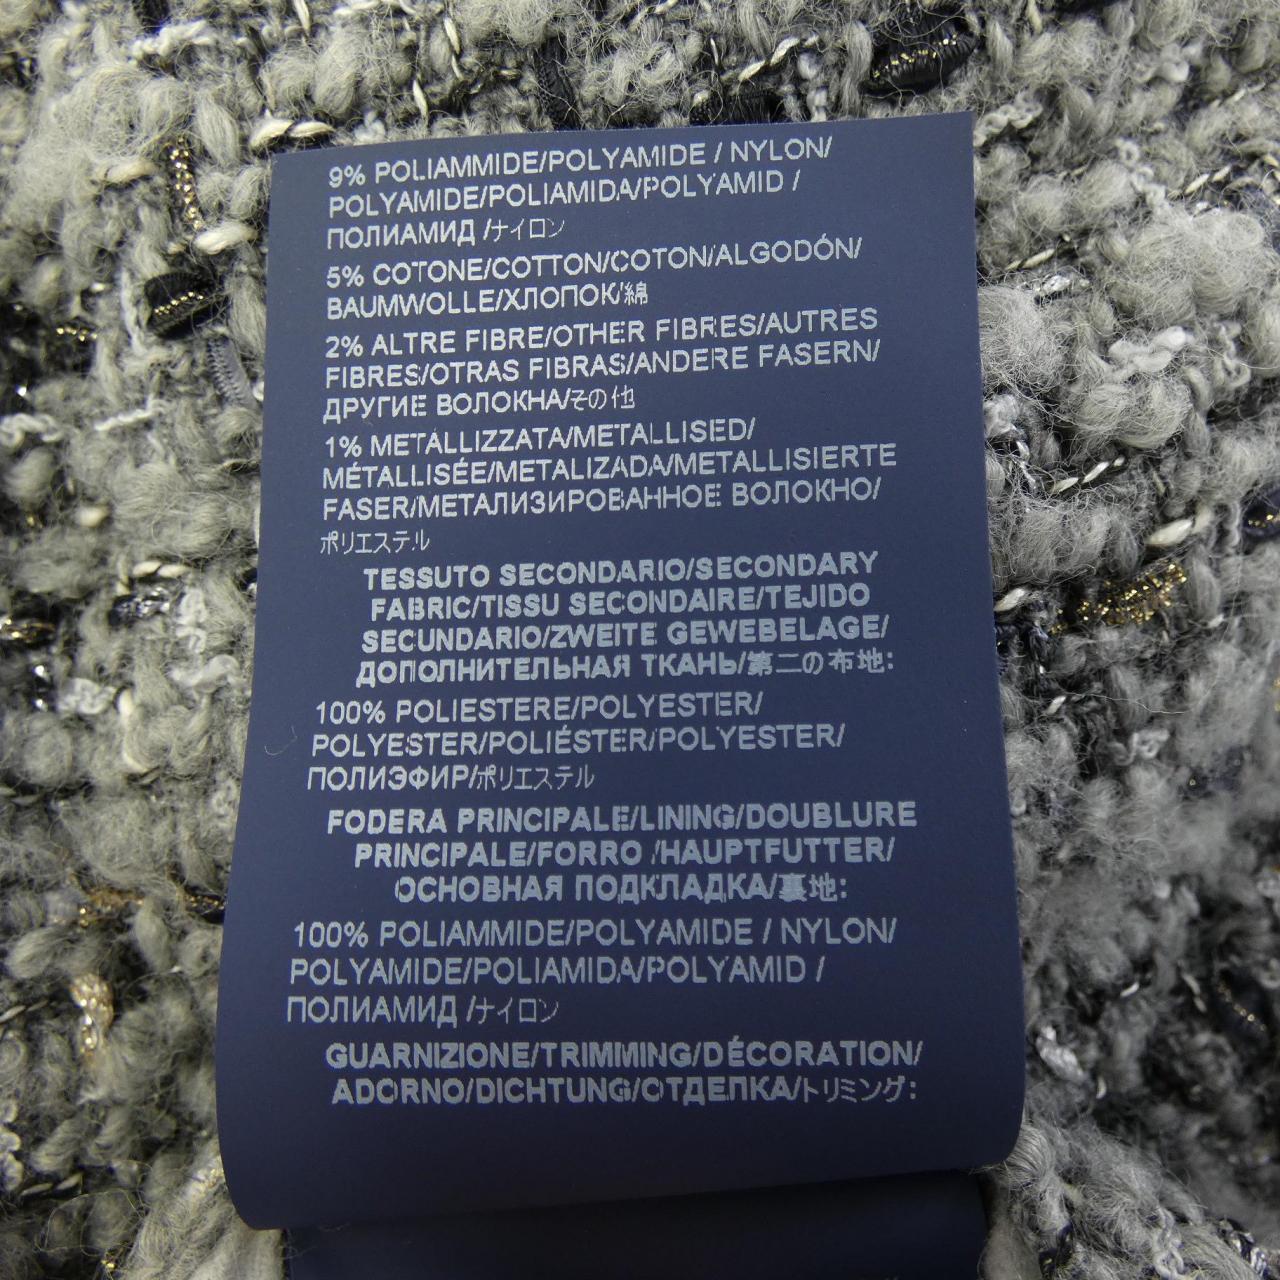 9% POLIAMMIDE/POLYAMIDE / NYLON/
POLYAMIDE/POLIAMIDA/POLYAMID /
ПОЛИАМИД /ナイロン
5% COTONE/COTTON/COTON/ALGODÓN/
BAUMWOLLE/ХЛОПОК/綿
2% ALTRE FIBRE/OTHER FIBRES/AUTRES
FIBRES/OTRAS FIBRAS/ANDERE FASERN/
ДРУГИЕ ВОЛОКНА/その他
1% METALLIZZATA/METALLISED/
MÉTALLISÉE/METALIZADA/METALLISIERTE
FASER/МЕТАЛИЗИРОВАННОЕ ВОЛОКНО/
ポリエステル
TESSUTO SECONDARIO/SECONDARY
FABRIC/TISSU SECONDAIRE/TEJIDO
SECUNDARIO/ZWEITE GEWEBELAGE/
ДОПОЛНИТЕЛЬНАЯ ТКАНЬ/第二の布地:
100% POLIESTERE/POLYESTER/
POLYESTER/POLIÉSTER/POLYESTER/
ПОЛИЭФИР/ポリエステル
FODERA PRINCIPALE/LINING/DOUBLURE
PRINCIPALE/FORRO /HAUPTFUTTER/
ОСНОВНАЯ ПОДКЛАДКА/裏地:
100% POLIAMMIDE/POLYAMIDE / NYLON/
POLYAMIDE/POLIAMIDA/POLYAMID /
ПОЛИАМИД /ナイロン
GUARNIZIONE/TRIMMING/DÉCORATION/
ADORNO/DICHTUNG/ОТДЕЛКА/トリミング: